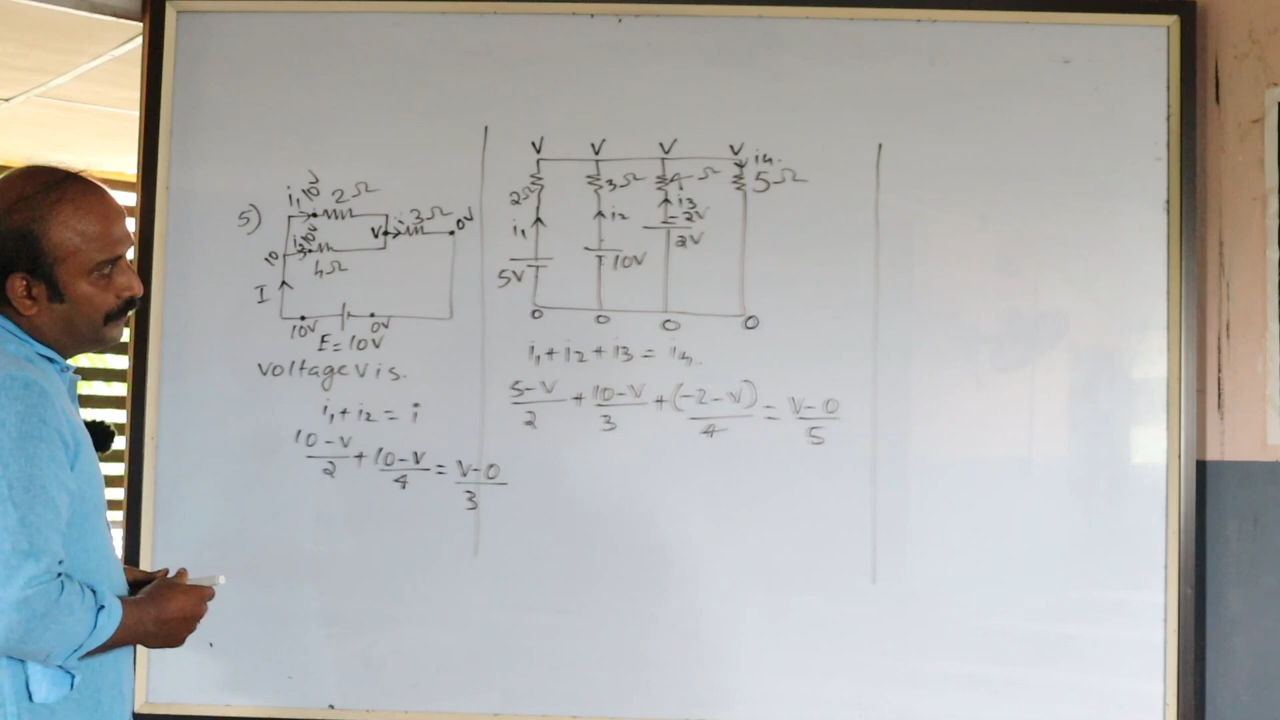 5)
i₁ 10V 2Ω
i 3Ω
0V
V
10
i₂ 10V
4Ω
I
10V 0V
E=10V
Voltage V is.
i₁+i₂=i
10-V/2 + 10-V/4 = V-0/3
V V V V
i₄.
2Ω 3Ω 4Ω 5Ω
i₁ i₂ i₃
-2V
5V 10V 2V
0 0 0 0
i₁+i₂+i₃=i₄.
5-V/2 + 10-V/3 + (-2-V)/4 = V-0/5